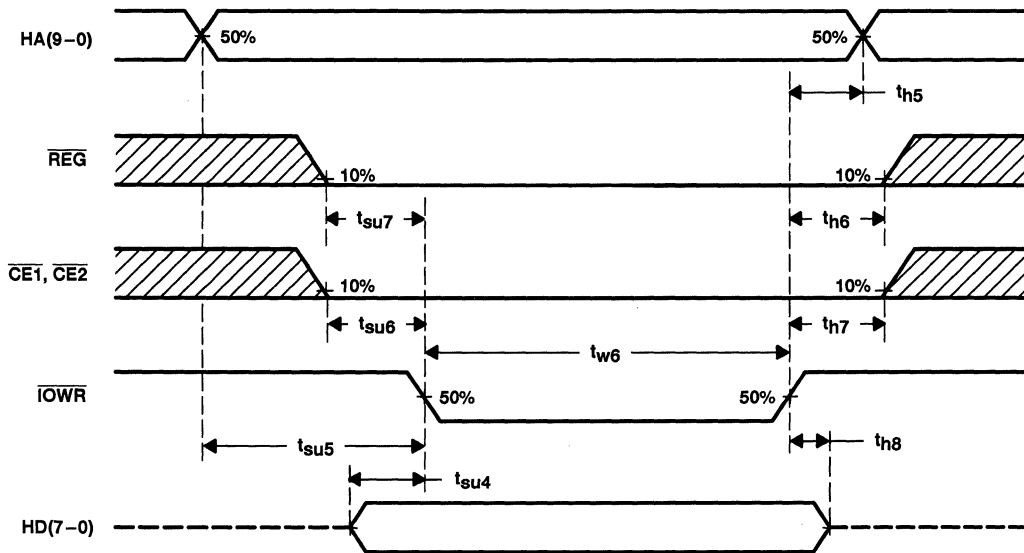 HA(9–0)
50%
50%
th5
REG
10%
10%
tsu7
th6
CE1, CE2
10%
10%
tsu6
th7
tw6
IOWR
50%
50%
tsu5
th8
tsu4
HD(7–0)